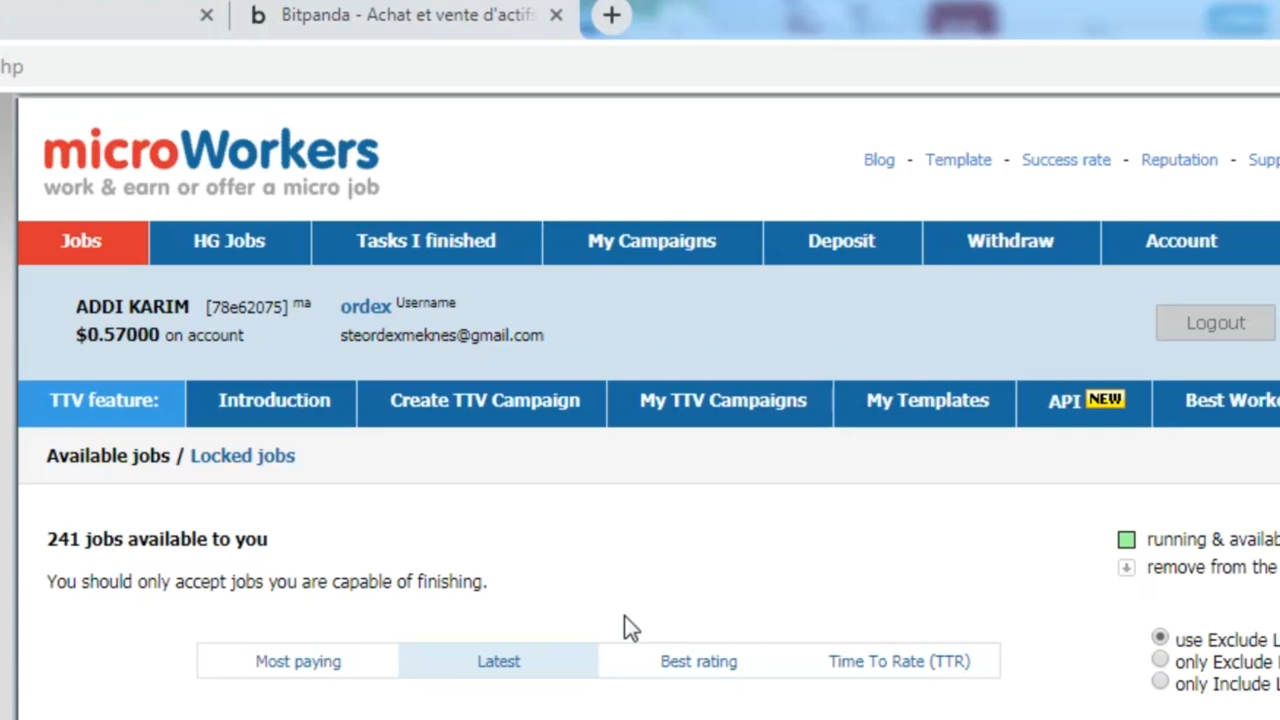 Bitpanda - Achat et vente d'actifs
hp
microWorkers
work & earn or offer a micro job
Blog - Template - Success rate - Reputation - Supp
Jobs HG Jobs Tasks I finished My Campaigns Deposit Withdraw Account
ADDI KARIM [78e62075] ma ordex Username
$0.57000 on account steordexmeknes@gmail.com
Logout
TTV feature: Introduction Create TTV Campaign My TTV Campaigns My Templates API NEW Best Worke
Available jobs / Locked jobs
241 jobs available to you
running & availab
You should only accept jobs you are capable of finishing.
remove from the
Most paying Latest Best rating Time To Rate (TTR)
use Exclude L
only Exclude
only Include L